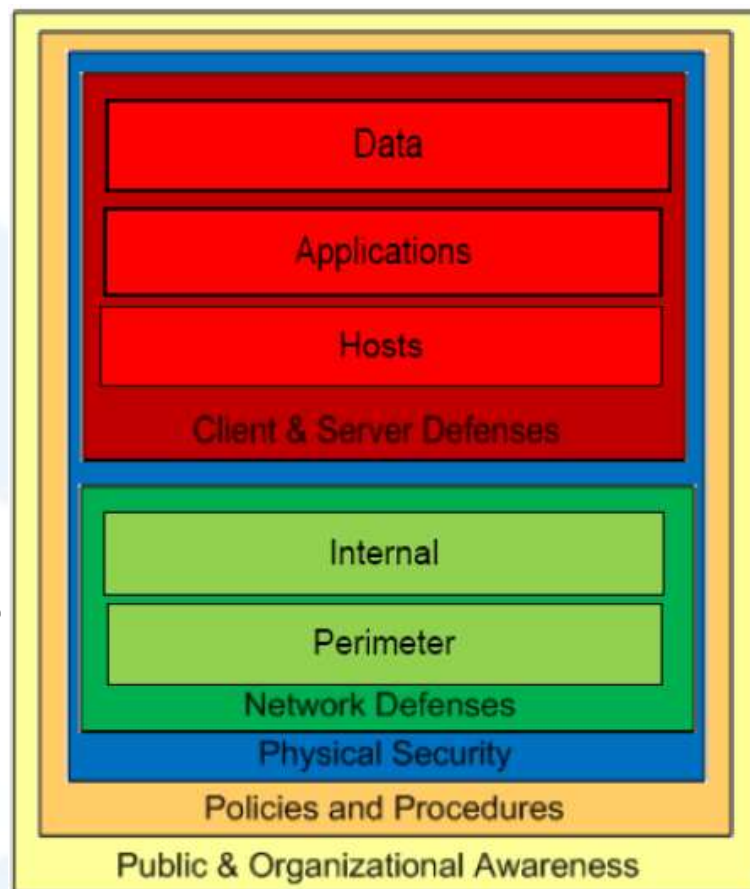 Data
Applications
Hosts
Client & Server Defenses
Internal
Perimeter
Network Defenses
Physical Security
Policies and Procedures
Public & Organizational Awareness